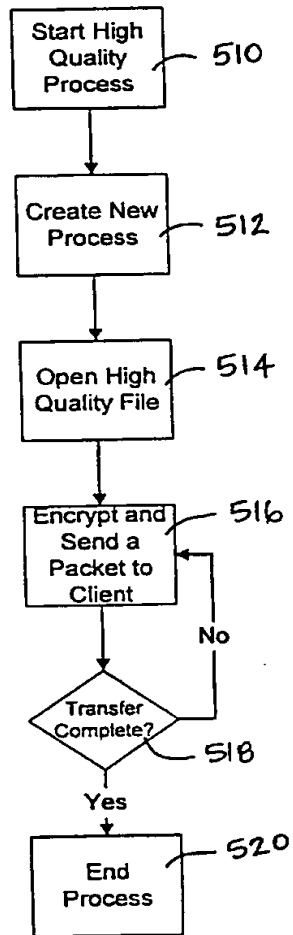 Start High
Quality
Process
510
Create New
Process
512
Open High
Quality File
514
Encrypt and
Send a
Packet to
Client
516
No
Transfer
Complete?
518
Yes
End
Process
520